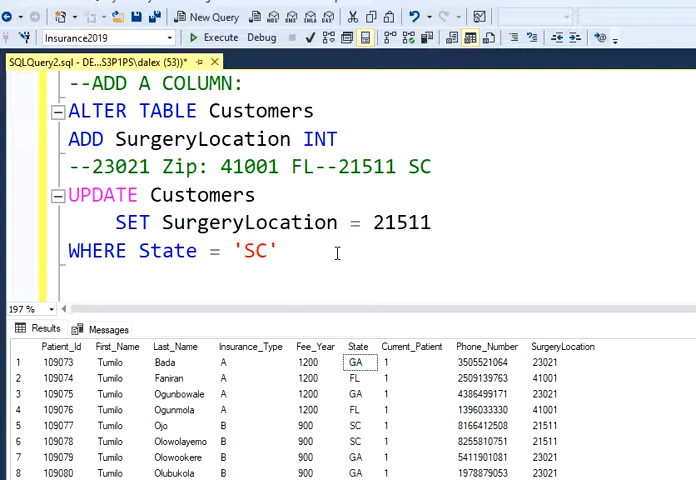 New Query
MDX DMX XMLA DAX
Insurance2019
Execute Debug
SQLQuery2.sql - DE...S3P1PS\dalex (53))*
--ADD A COLUMN:
ALTER TABLE Customers
ADD SurgeryLocation INT
--23021 Zip: 41001 FL--21511 SC
UPDATE Customers
SET SurgeryLocation = 21511
WHERE State = 'SC'
197 %
Results Messages
Patient_Id First_Name Last_Name Insurance_Type Fee_Year State Current_Patient Phone_Number SurgeryLocation
1 109073 Tumilo Bada A 1200 GA 1 3505521064 23021
2 109074 Tumilo Faniran A 1200 FL 1 2509139763 41001
3 109075 Tumilo Ogunbowale A 1200 GA 1 4386499171 23021
4 109076 Tumilo Ogunmola A 1200 FL 1 1396033330 41001
5 109077 Tumilo Ojo B 900 SC 1 8166412508 21511
6 109078 Tumilo Olowolayemo B 900 SC 1 8255810751 21511
7 109079 Tumilo Olowookere B 900 GA 1 5411901081 23021
8 109080 Tumilo Olubukola B 900 GA 1 1978879053 23021